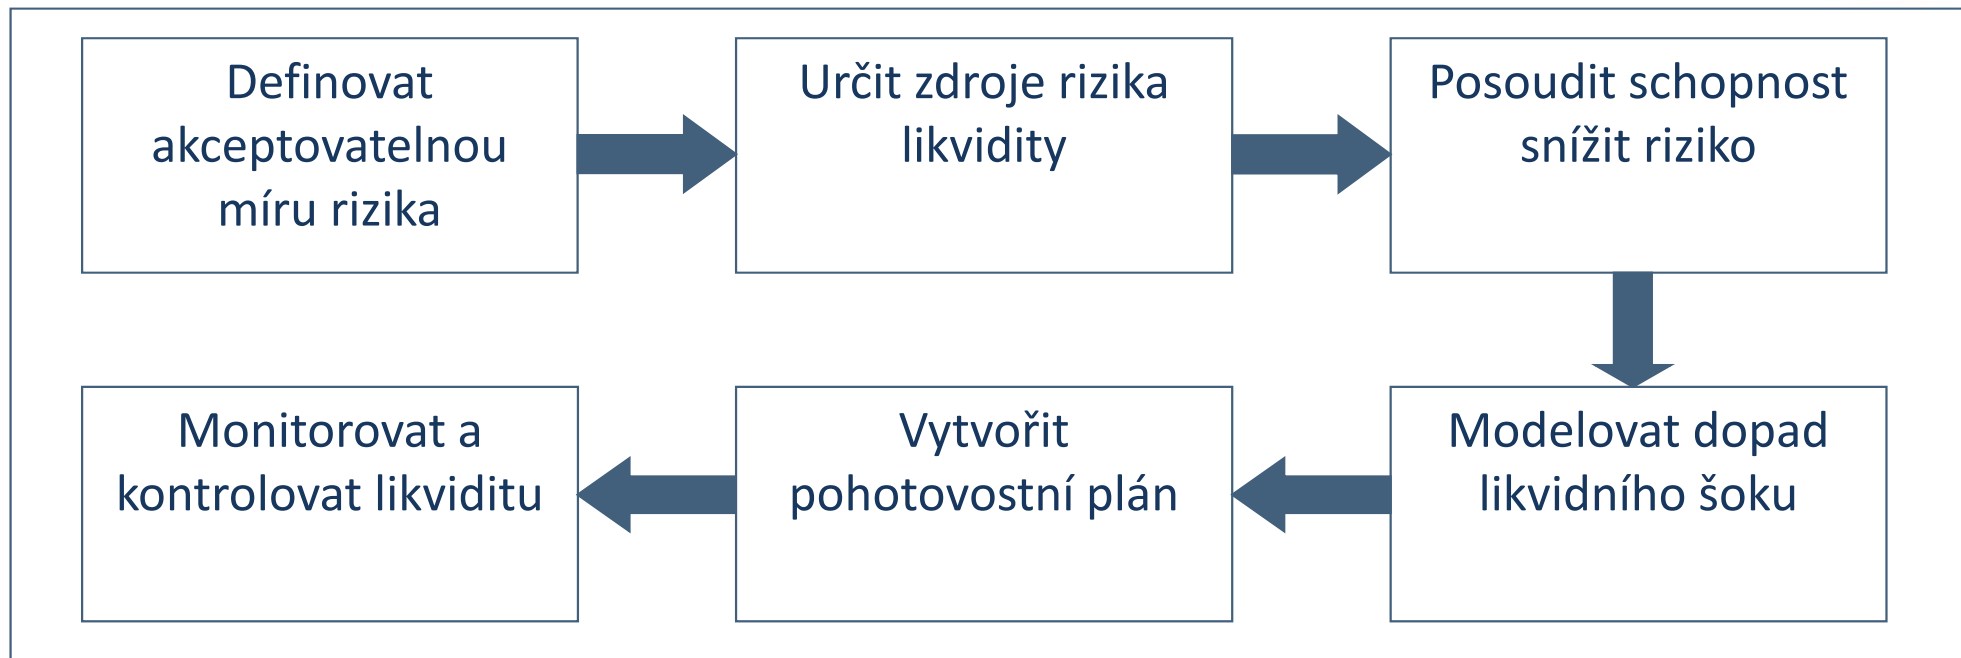 Definovat
akceptovatelnou
míru rizika
Určit zdroje rizika
likvidity
Posoudit schopnost
snížit riziko
Modelovat dopad
likvidního šoku
Vytvořit
pohotovostní plán
Monitorovat a
kontrolovat likviditu